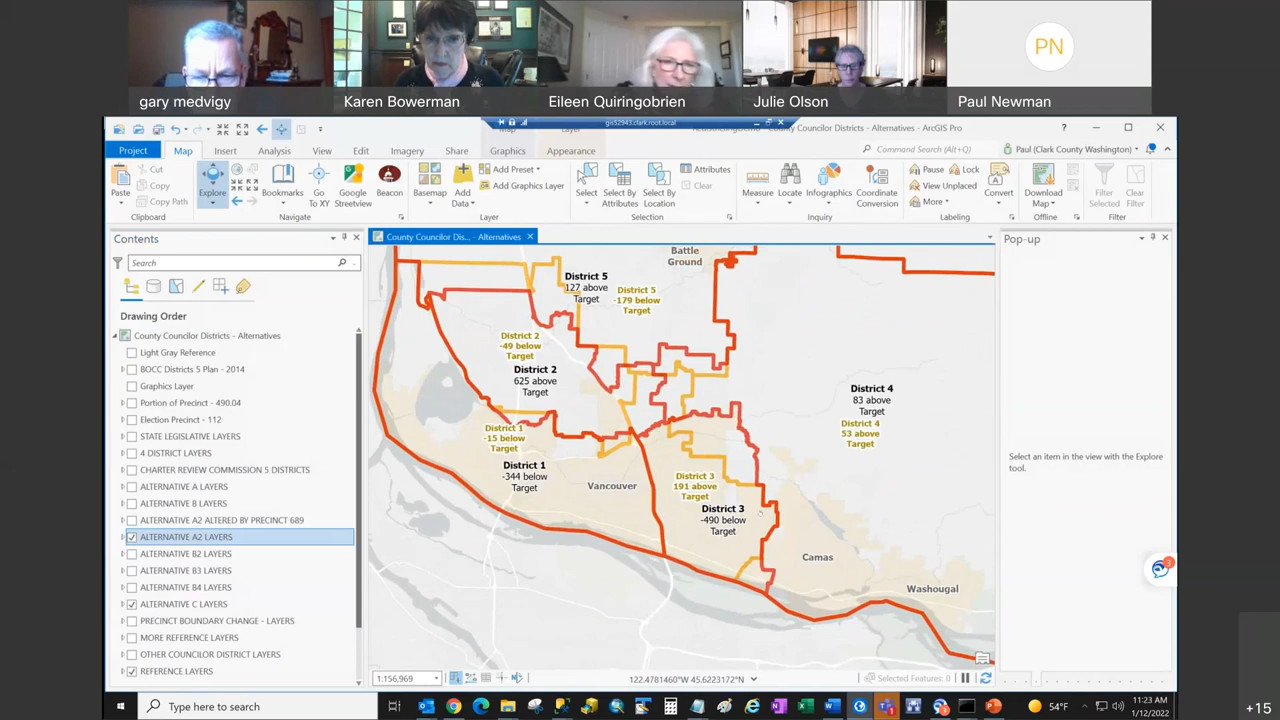 PN
gary medvigy
Karen Bowerman
Eileen Quiringobrien
Julie Olson
Paul Newman
gis52943.clark.root.local
County Councilor Districts - Alternatives - ArcGIS Pro
Command Search (Alt+Q)
Paul (Clark County Washington)
Project
Map
Insert
Analysis
View
Edit
Imagery
Share
Graphics
Appearance
Map
Layer
Paste
Cut
Copy
Copy Path
Clipboard
Explore
Bookmarks
Go To XY
Google Streetview
Beacon
Navigate
Basemap
Add Data
Add Preset
Add Graphics Layer
Layer
Select
Select By Attributes
Select By Location
Attributes
Clear
Selection
Measure
Locate
Infographics
Coordinate Conversion
Inquiry
Pause
Lock
View Unplaced
More
Convert
Labeling
Download Map
Offline
Filter Selected
Clear Filter
Filter
Contents
Search
Drawing Order
County Councilor Districts - Alternatives
Light Gray Reference
BOCC Districts 5 Plan - 2014
Graphics Layer
Portion of Precinct - 490.04
Election Precinct - 112
STATE LEGISLATIVE LAYERS
4 DISTRICT LAYERS
CHARTER REVIEW COMMISSION 5 DISTRICTS
ALTERNATIVE A LAYERS
ALTERNATIVE B LAYERS
ALTERNATIVE A2 ALTERED BY PRECINCT 689
ALTERNATIVE A2 LAYERS
ALTERNATIVE B2 LAYERS
ALTERNATIVE B3 LAYERS
ALTERNATIVE B4 LAYERS
ALTERNATIVE C LAYERS
PRECINCT BOUNDARY CHANGE - LAYERS
MORE REFERENCE LAYERS
OTHER COUNCILOR DISTRICT LAYERS
REFERENCE LAYERS
County Councilor Dis... - Alternatives
Battle
Ground
District 5
127 above
Target
District 5
-179 below
Target
District 2
-49 below
Target
District 2
625 above
Target
District 4
83 above
Target
District 4
53 above
Target
District 1
-15 below
Target
District 1
-344 below
Target
Vancouver
District 3
191 above
Target
District 3
-490 below
Target
Camas
Washougal
1:156,969
122.4781460°W 45.6223172°N
Selected Features: 0
Pop-up
Select an item in the view with the Explore
tool.
3
Type here to search
54°F
11:23 AM
1/12/2022
+15